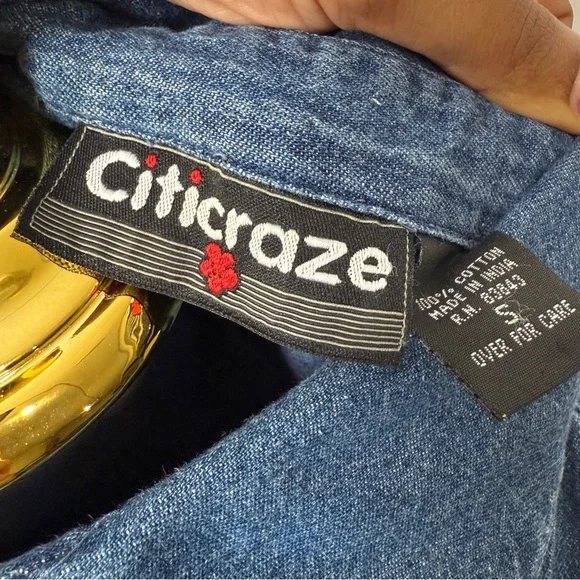 Citicraze
100% COTTON
MADE IN INDIA
R.N. 83843
S
OVER FOR CARE